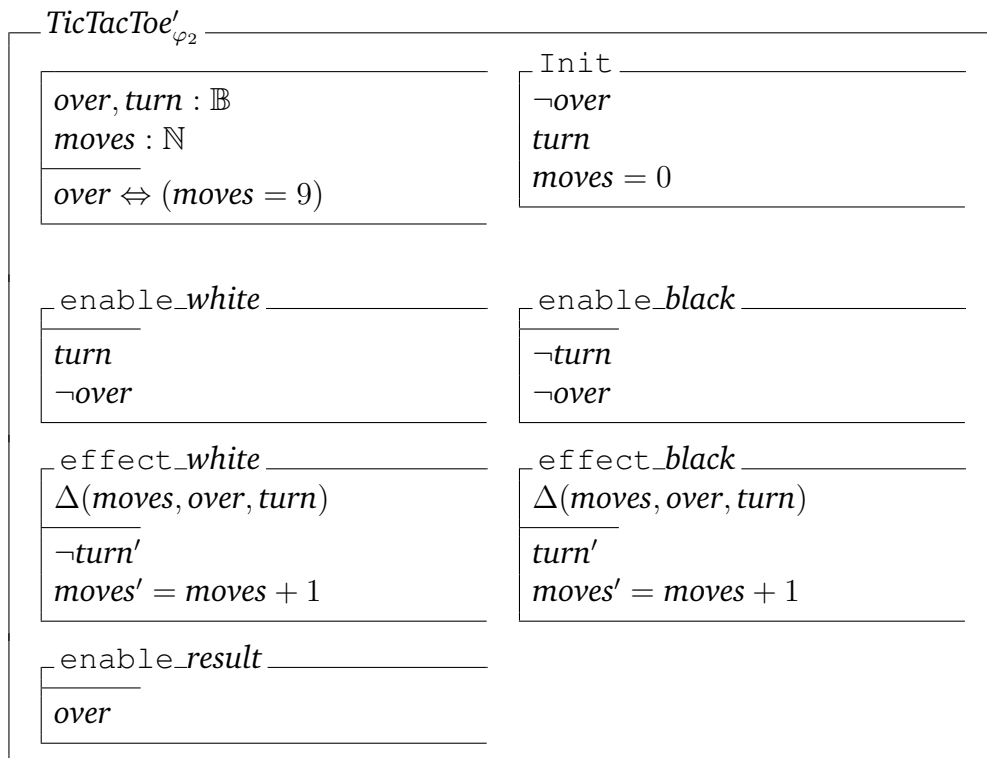 TicTacToe′φ₂
over, turn : 𝔹
moves : ℕ
over ⇔ (moves = 9)
Init
¬over
turn
moves = 0
enable_white
turn
¬over
enable_black
¬turn
¬over
effect_white
Δ(moves, over, turn)
¬turn′
moves′ = moves + 1
effect_black
Δ(moves, over, turn)
turn′
moves′ = moves + 1
enable_result
over